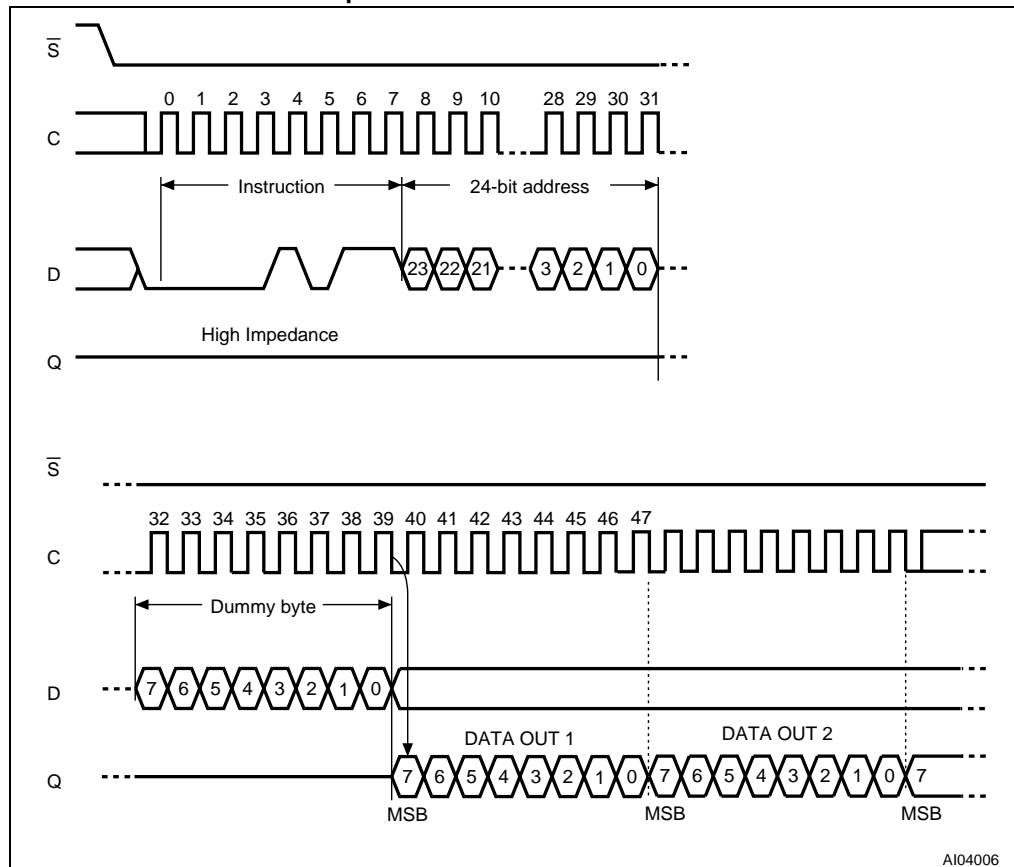 S
0 1 2 3 4 5 6 7 8 9 10 28 29 30 31
C
Instruction 24-bit address
D 23 22 21 3 2 1 0
High Impedance
Q
S
32 33 34 35 36 37 38 39 40 41 42 43 44 45 46 47
C
Dummy byte
D 7 6 5 4 3 2 1 0
DATA OUT 1 DATA OUT 2
Q 7 6 5 4 3 2 1 0 7 6 5 4 3 2 1 0 7
MSB MSB MSB
AI04006